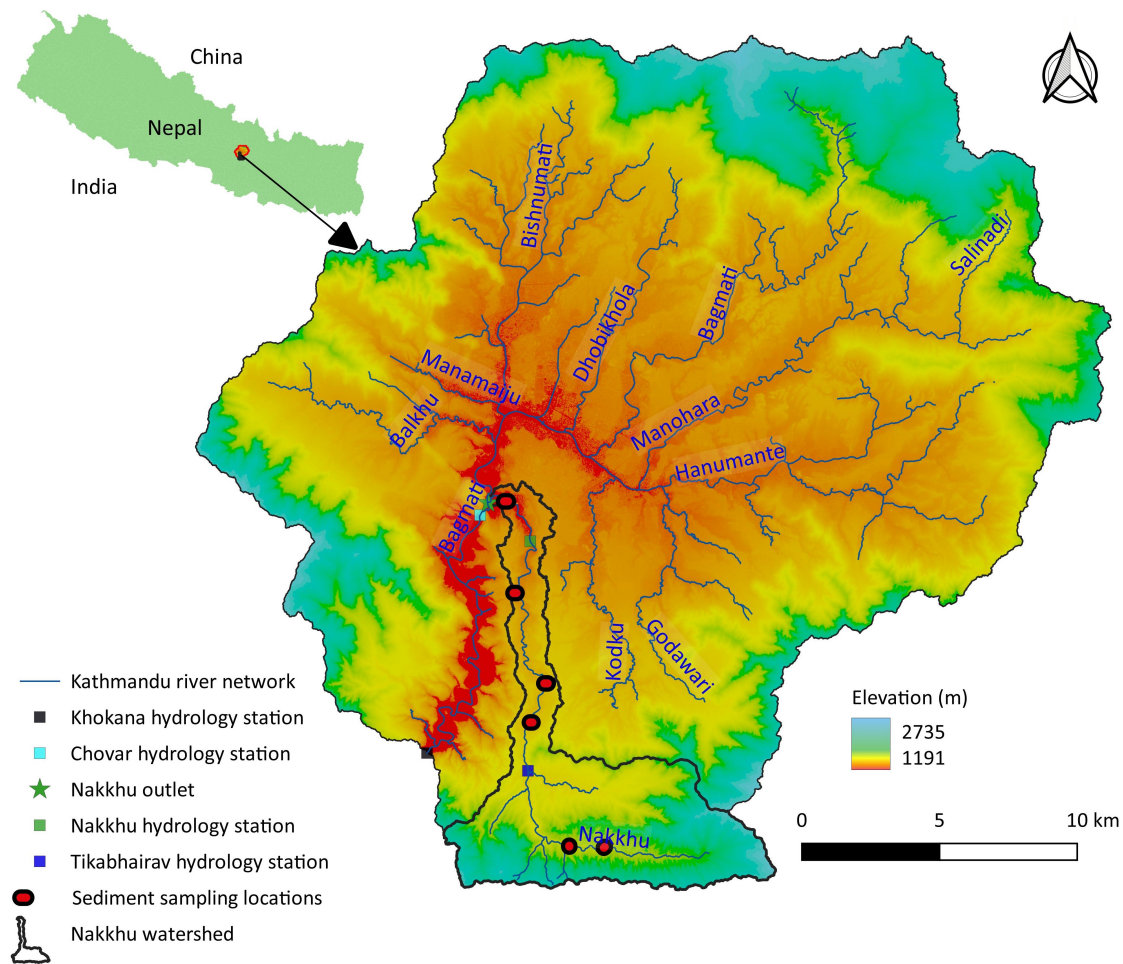 China
Nepal
India
Bishnumati
Salinadi
Bagmati
Dhobikhola
Manamaiju
Balkhu
Manohara
Hanumante
Bagmati
Kodku
Godawari
Nakkhu
Kathmandu river network
Khokana hydrology station
Chovar hydrology station
Nakkhu outlet
Nakkhu hydrology station
Tikabhairav hydrology station
Sediment sampling locations
Nakkhu watershed
Elevation (m)
2735
1191
0 5 10 km